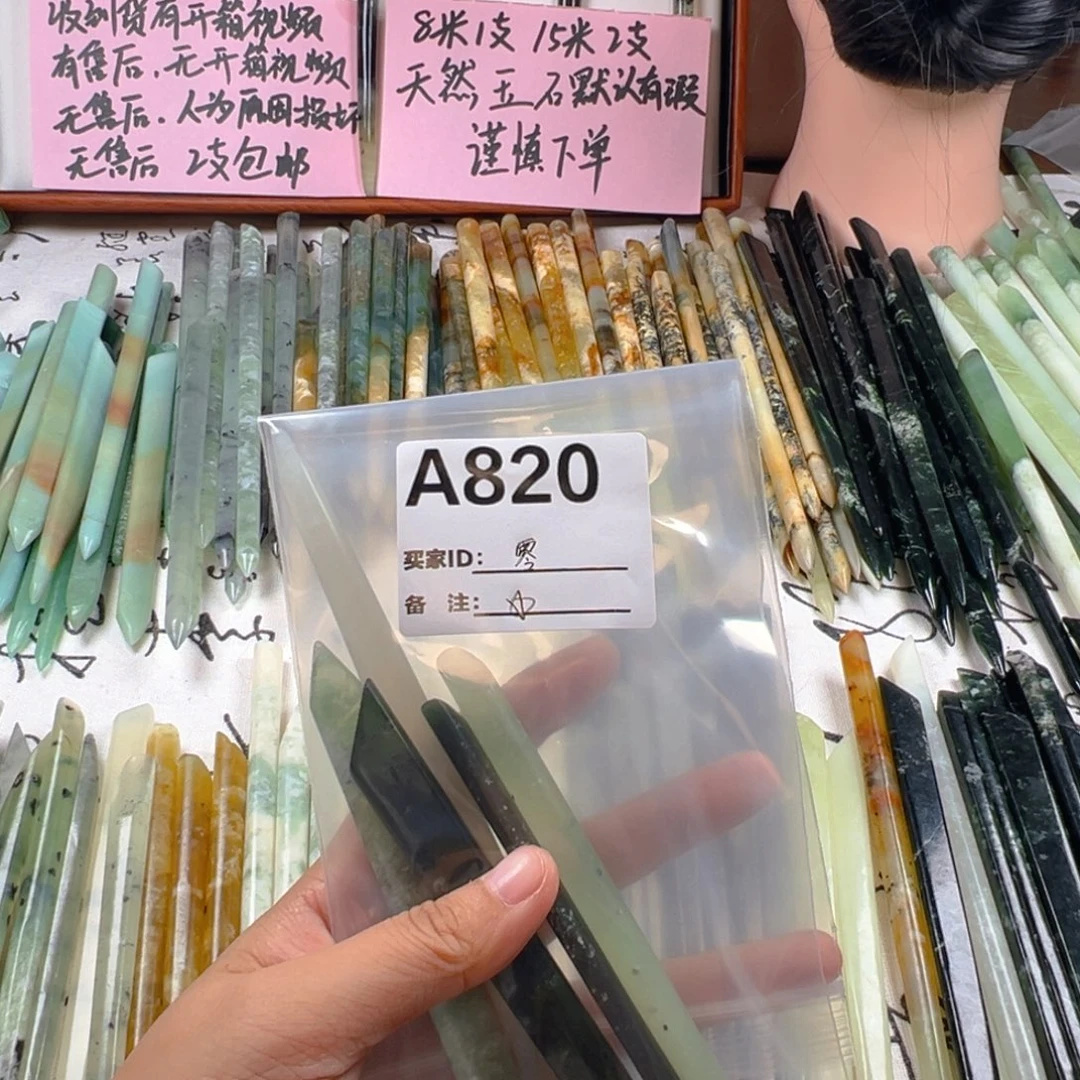 收到货有开箱视频
有售后.无开箱视频
无售后.人为原因损坏
无售后 2支包邮
8米1支 15米2支
天然玉石默认有瑕
谨慎下单
A820
买家ID:
备 注: